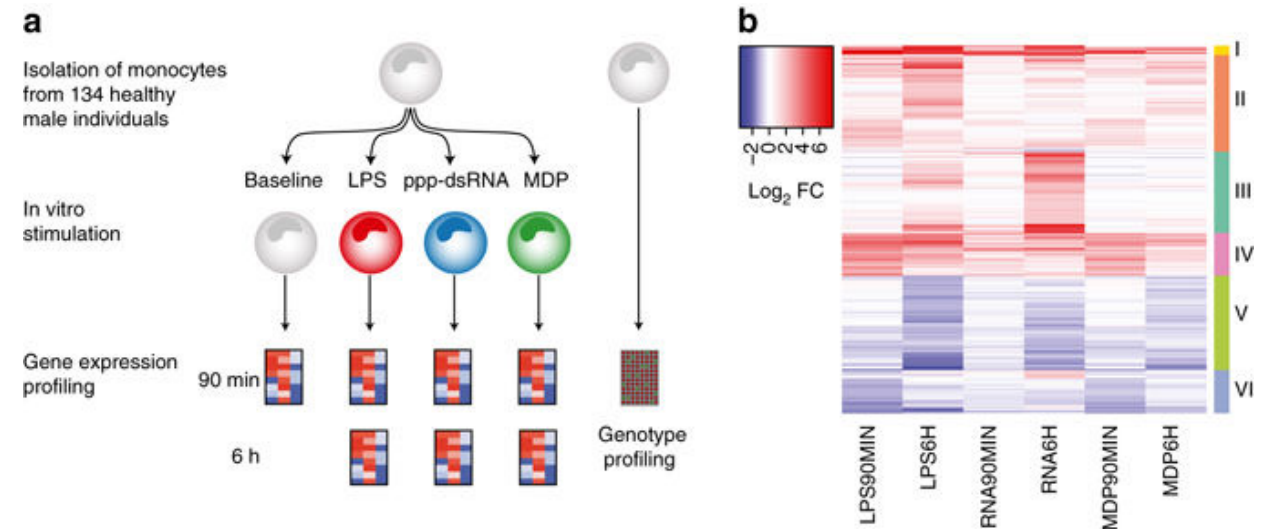 a
Isolation of monocytes
from 134 healthy
male individuals
Baseline LPS ppp-dsRNA MDP
In vitro
stimulation
Gene expression
profiling
90 min
6 h
Genotype
profiling
b
−2 0 2 4 6
Log2 FC
I
II
III
IV
V
VI
LPS90MIN
LPS6H
RNA90MIN
RNA6H
MDP90MIN
MDP6H